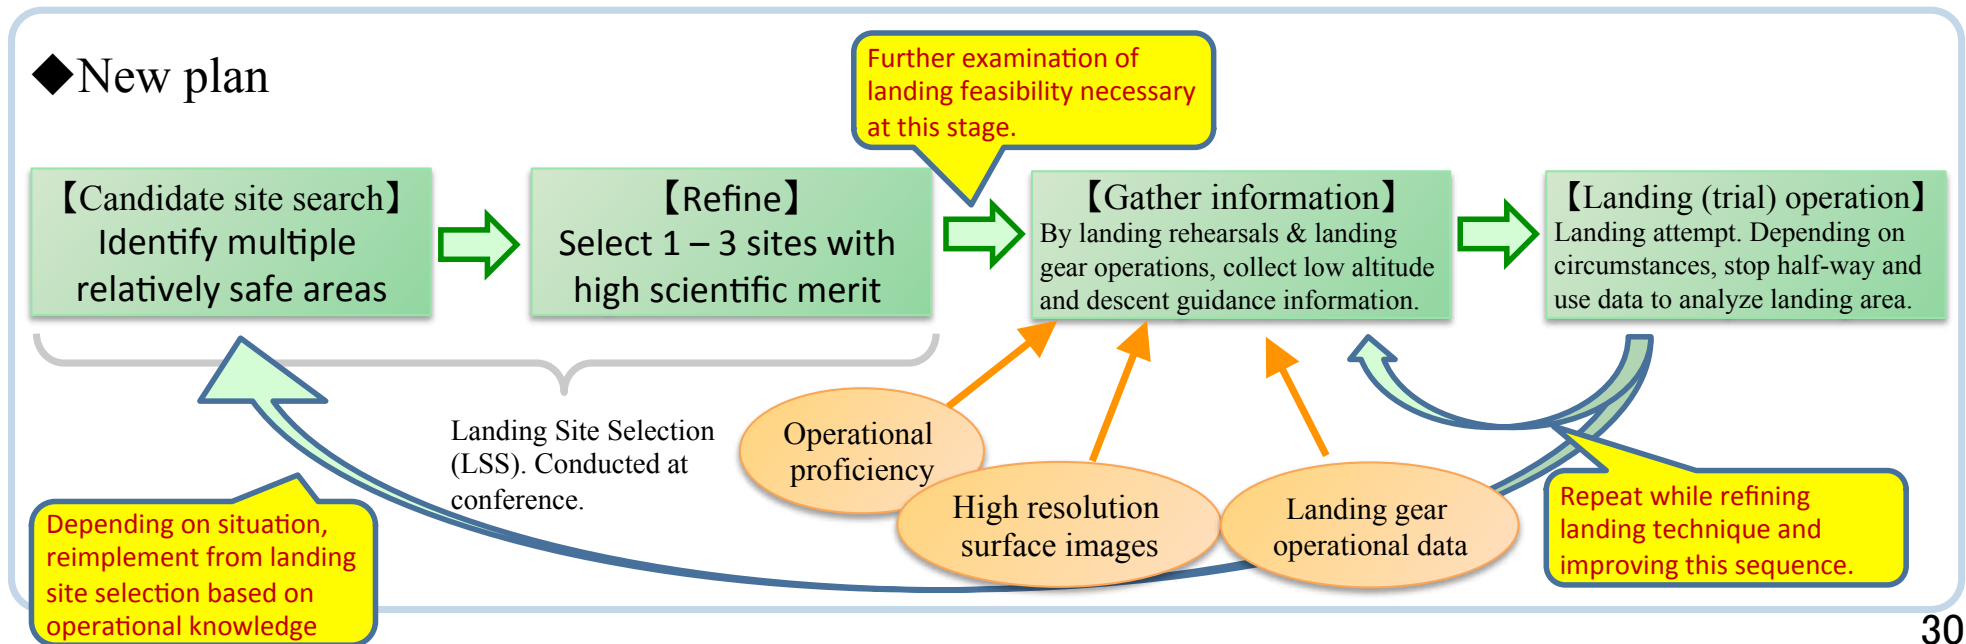 ◆New plan
Further examination of
landing feasibility necessary
at this stage.
【Candidate site search】
Identify multiple
relatively safe areas
【Refine】
Select 1 – 3 sites with
high scientific merit
【Gather information】
By landing rehearsals & landing
gear operations, collect low altitude
and descent guidance information.
【Landing (trial) operation】
Landing attempt. Depending on
circumstances, stop half-way and
use data to analyze landing area.
Landing Site Selection
(LSS). Conducted at
conference.
Operational
proficiency
High resolution
surface images
Landing gear
operational data
Repeat while refining
landing technique and
improving this sequence.
Depending on situation,
reimplement from landing
site selection based on
operational knowledge
30